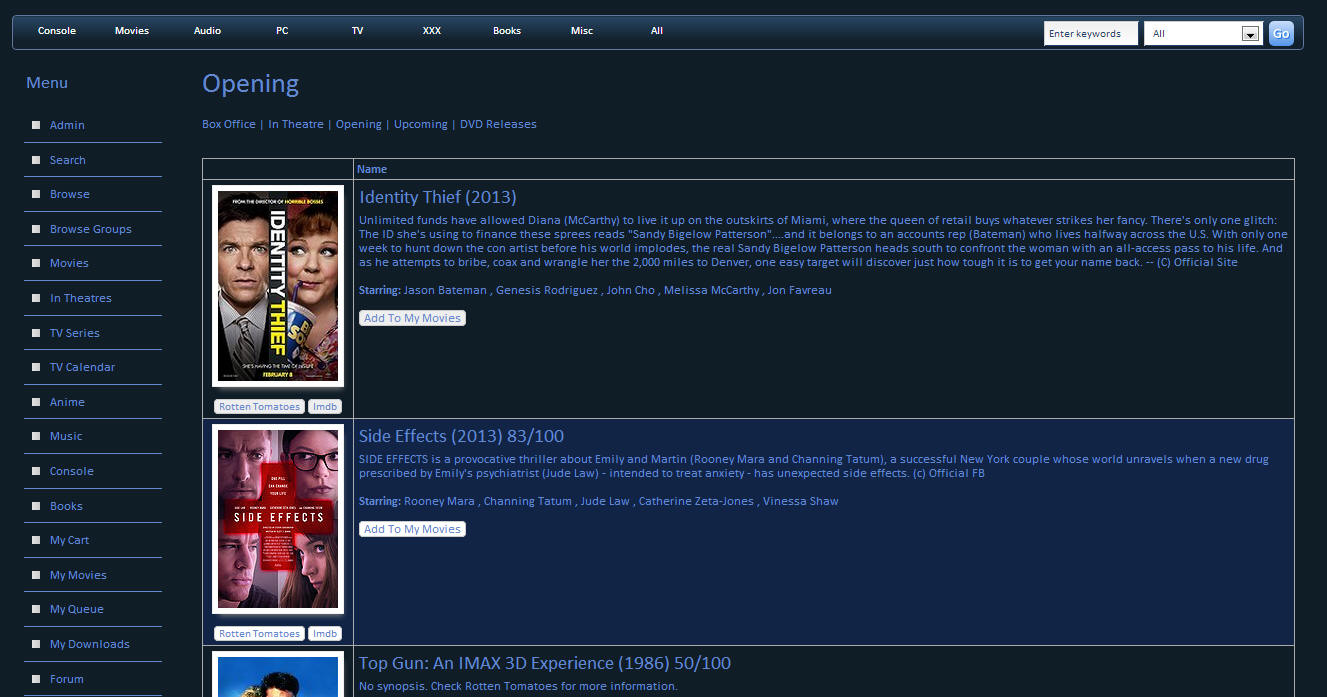 Console Movies Audio PC TV XXX Books Misc All
Enter keywords All Go
Menu
Admin
Search
Browse
Browse Groups
Movies
In Theatres
TV Series
TV Calendar
Anime
Music
Console
Books
My Cart
My Movies
My Queue
My Downloads
Forum
Opening
Box Office | In Theatre | Opening | Upcoming | DVD Releases
Name
FROM THE DIRECTOR OF HORRIBLE BOSSES
IDENTITY THIEF
SHE'S HAVING THE TIME OF HIS LIFE
FEBRUARY 8
Rotten Tomatoes Imdb
Identity Thief (2013)
Unlimited funds have allowed Diana (McCarthy) to live it up on the outskirts of Miami, where the queen of retail buys whatever strikes her fancy. There's only one glitch:
The ID she's using to finance these sprees reads "Sandy Bigelow Patterson"....and it belongs to an accounts rep (Bateman) who lives halfway across the U.S. With only one
week to hunt down the con artist before his world implodes, the real Sandy Bigelow Patterson heads south to confront the woman with an all-access pass to his life. And
as he attempts to bribe, coax and wrangle her the 2,000 miles to Denver, one easy target will discover just how tough it is to get your name back. -- (C) Official Site
Starring: Jason Bateman , Genesis Rodriguez , John Cho , Melissa McCarthy , Jon Favreau
Add To My Movies
ONE PILL
CAN CHANGE
YOUR LIFE
SIDE EFFECTS
Rotten Tomatoes Imdb
Side Effects (2013) 83/100
SIDE EFFECTS is a provocative thriller about Emily and Martin (Rooney Mara and Channing Tatum), a successful New York couple whose world unravels when a new drug
prescribed by Emily's psychiatrist (Jude Law) - intended to treat anxiety - has unexpected side effects. (c) Official FB
Starring: Rooney Mara , Channing Tatum , Jude Law , Catherine Zeta-Jones , Vinessa Shaw
Add To My Movies
Top Gun: An IMAX 3D Experience (1986) 50/100
No synopsis. Check Rotten Tomatoes for more information.